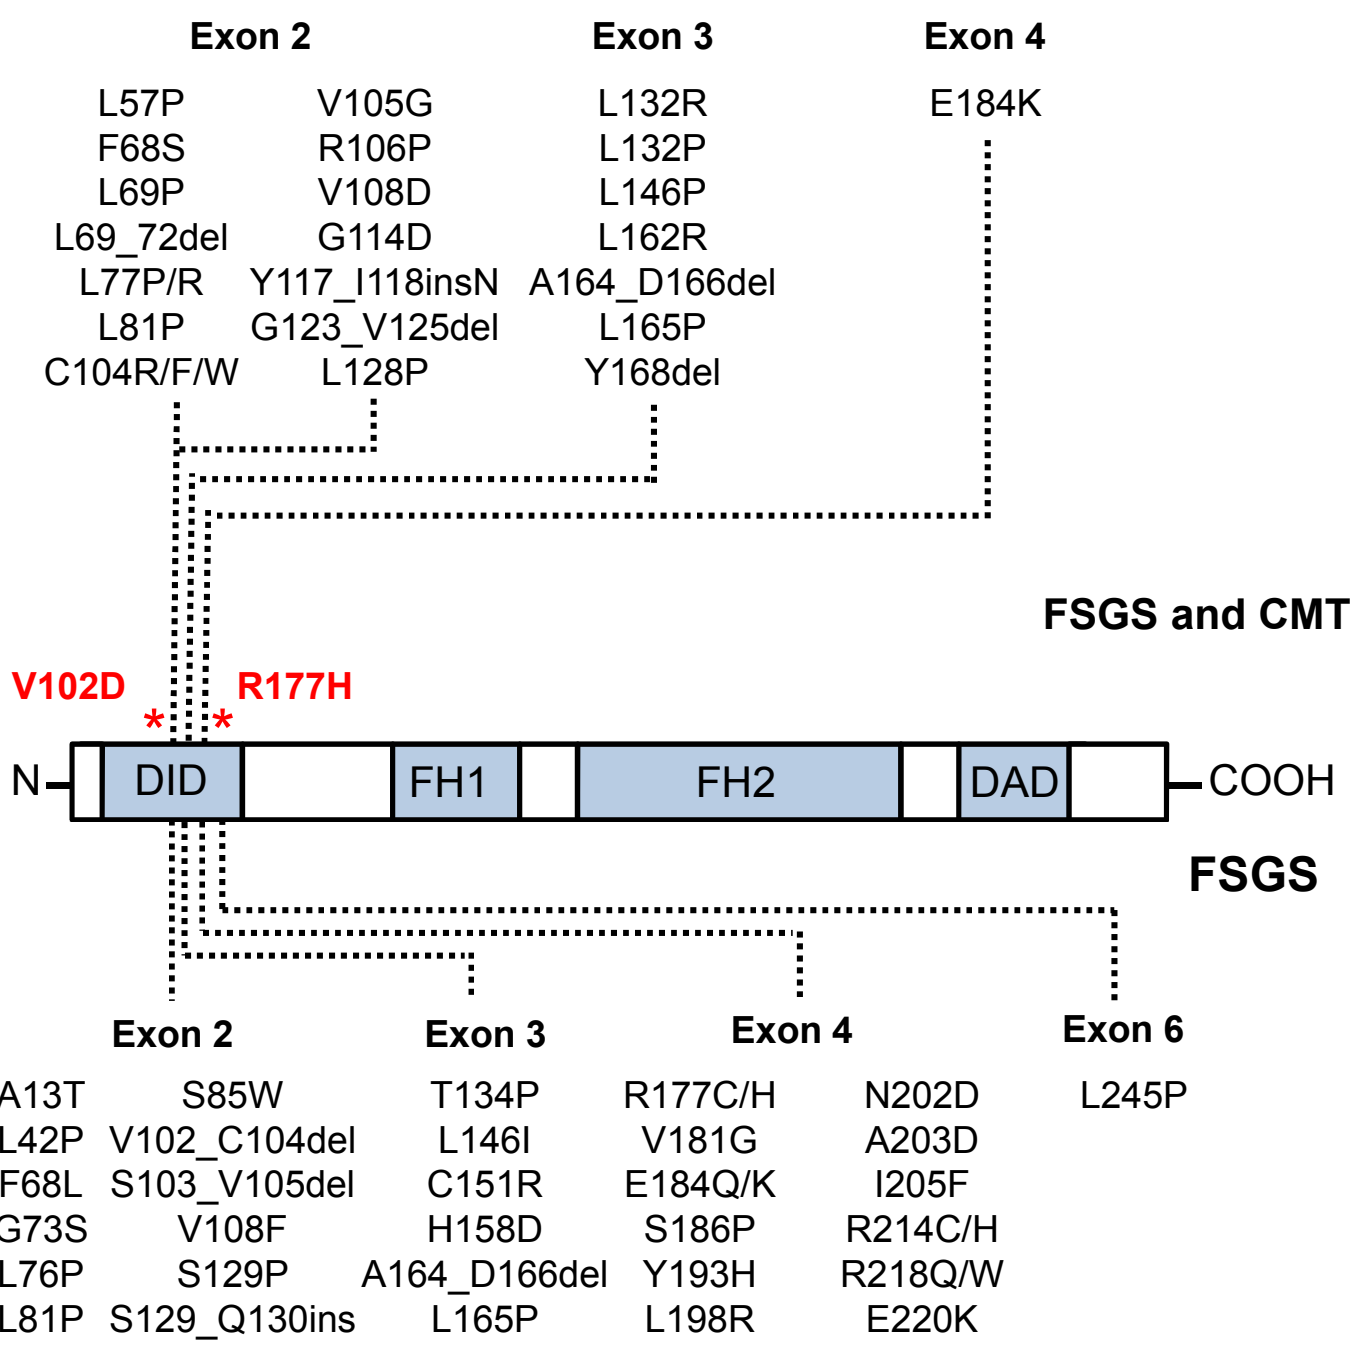 Exon 2 Exon 3 Exon 4
L57P V105G L132R E184K
F68S R106P L132P
L69P V108D L146P
L69_72del G114D L162R
L77P/R Y117_I118insN A164_D166del
L81P G123_V125del L165P
C104R/F/W L128P Y168del
FSGS and CMT
V102D * * R177H
N DID FH1 FH2 DAD COOH
FSGS
Exon 2 Exon 3 Exon 4 Exon 6
A13T S85W T134P R177C/H N202D L245P
L42P V102_C104del L146I V181G A203D
F68L S103_V105del C151R E184Q/K I205F
G73S V108F H158D S186P R214C/H
L76P S129P A164_D166del Y193H R218Q/W
L81P S129_Q130ins L165P L198R E220K